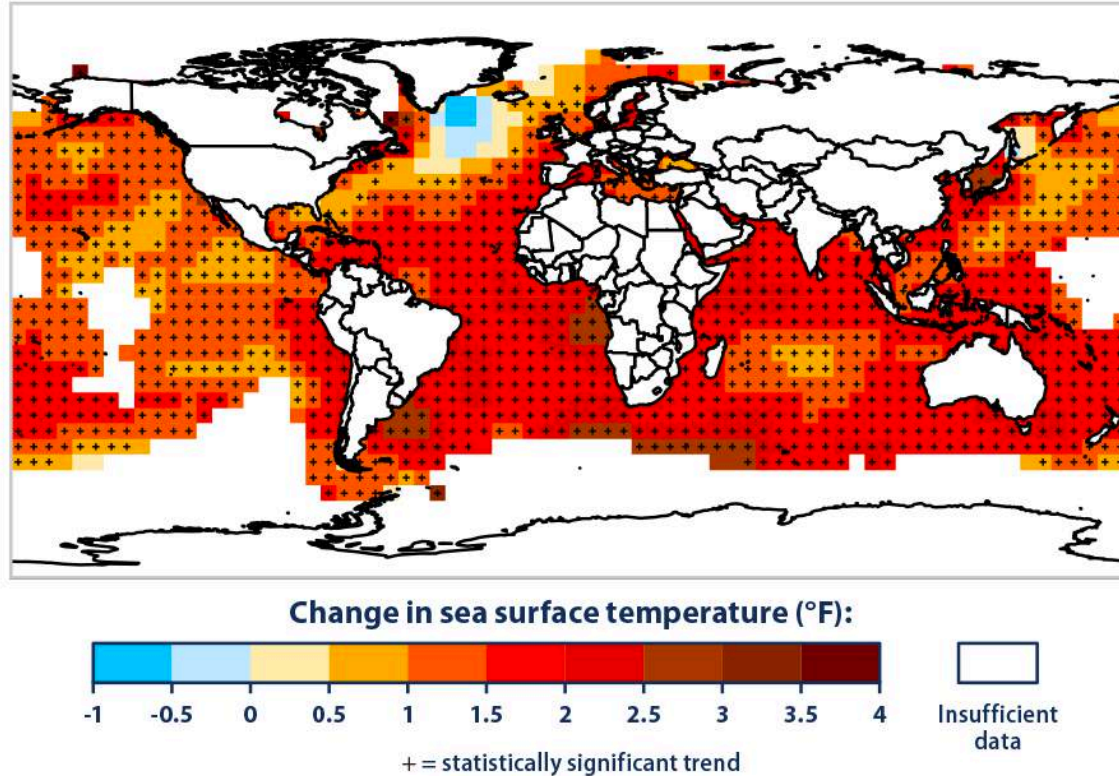 Change in sea surface temperature (°F):
-1 -0.5 0 0.5 1 1.5 2 2.5 3 3.5 4
Insufficient
data
+ = statistically significant trend